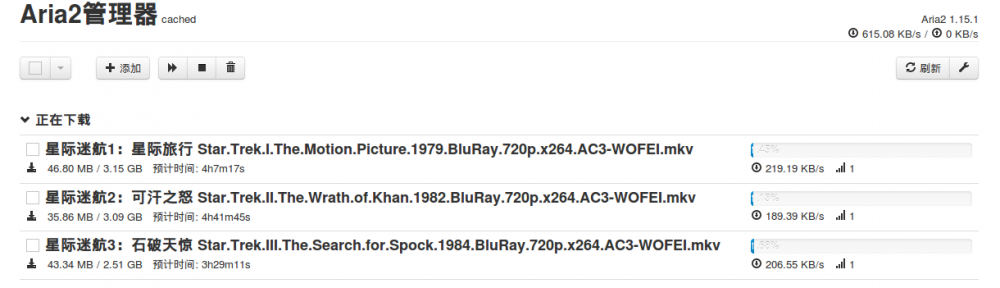 Aria2管理器 cached
Aria2 1.15.1
615.08 KB/s / 0 KB/s
添加
刷新
正在下载
星际迷航1：星际旅行 Star.Trek.I.The.Motion.Picture.1979.BluRay.720p.x264.AC3-WOFEI.mkv
46.80 MB / 3.15 GB 预计时间: 4h7m17s
219.19 KB/s 1
星际迷航2：可汗之怒 Star.Trek.II.The.Wrath.of.Khan.1982.BluRay.720p.x264.AC3-WOFEI.mkv
35.86 MB / 3.09 GB 预计时间: 4h41m45s
189.39 KB/s 1
星际迷航3：石破天惊 Star.Trek.III.The.Search.for.Spock.1984.BluRay.720p.x264.AC3-WOFEI.mkv
43.34 MB / 2.51 GB 预计时间: 3h29m11s
206.55 KB/s 1